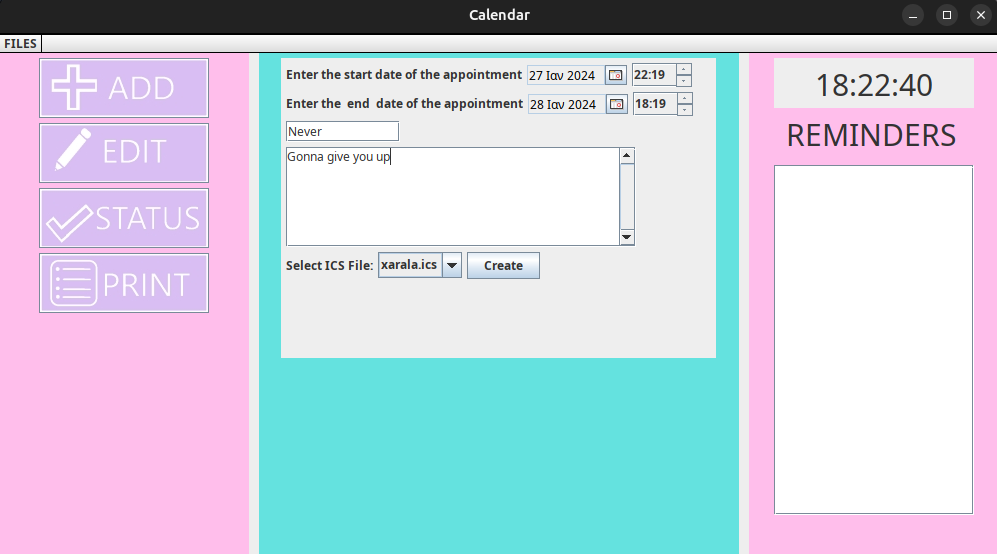 Calendar
FILES
ADD
EDIT
STATUS
PRINT
Enter the start date of the appointment 27 Ιαν 2024 22:19
Enter the end date of the appointment 28 Ιαν 2024 18:19
Never
Gonna give you up
Select ICS File: xarala.ics Create
18:22:40
REMINDERS